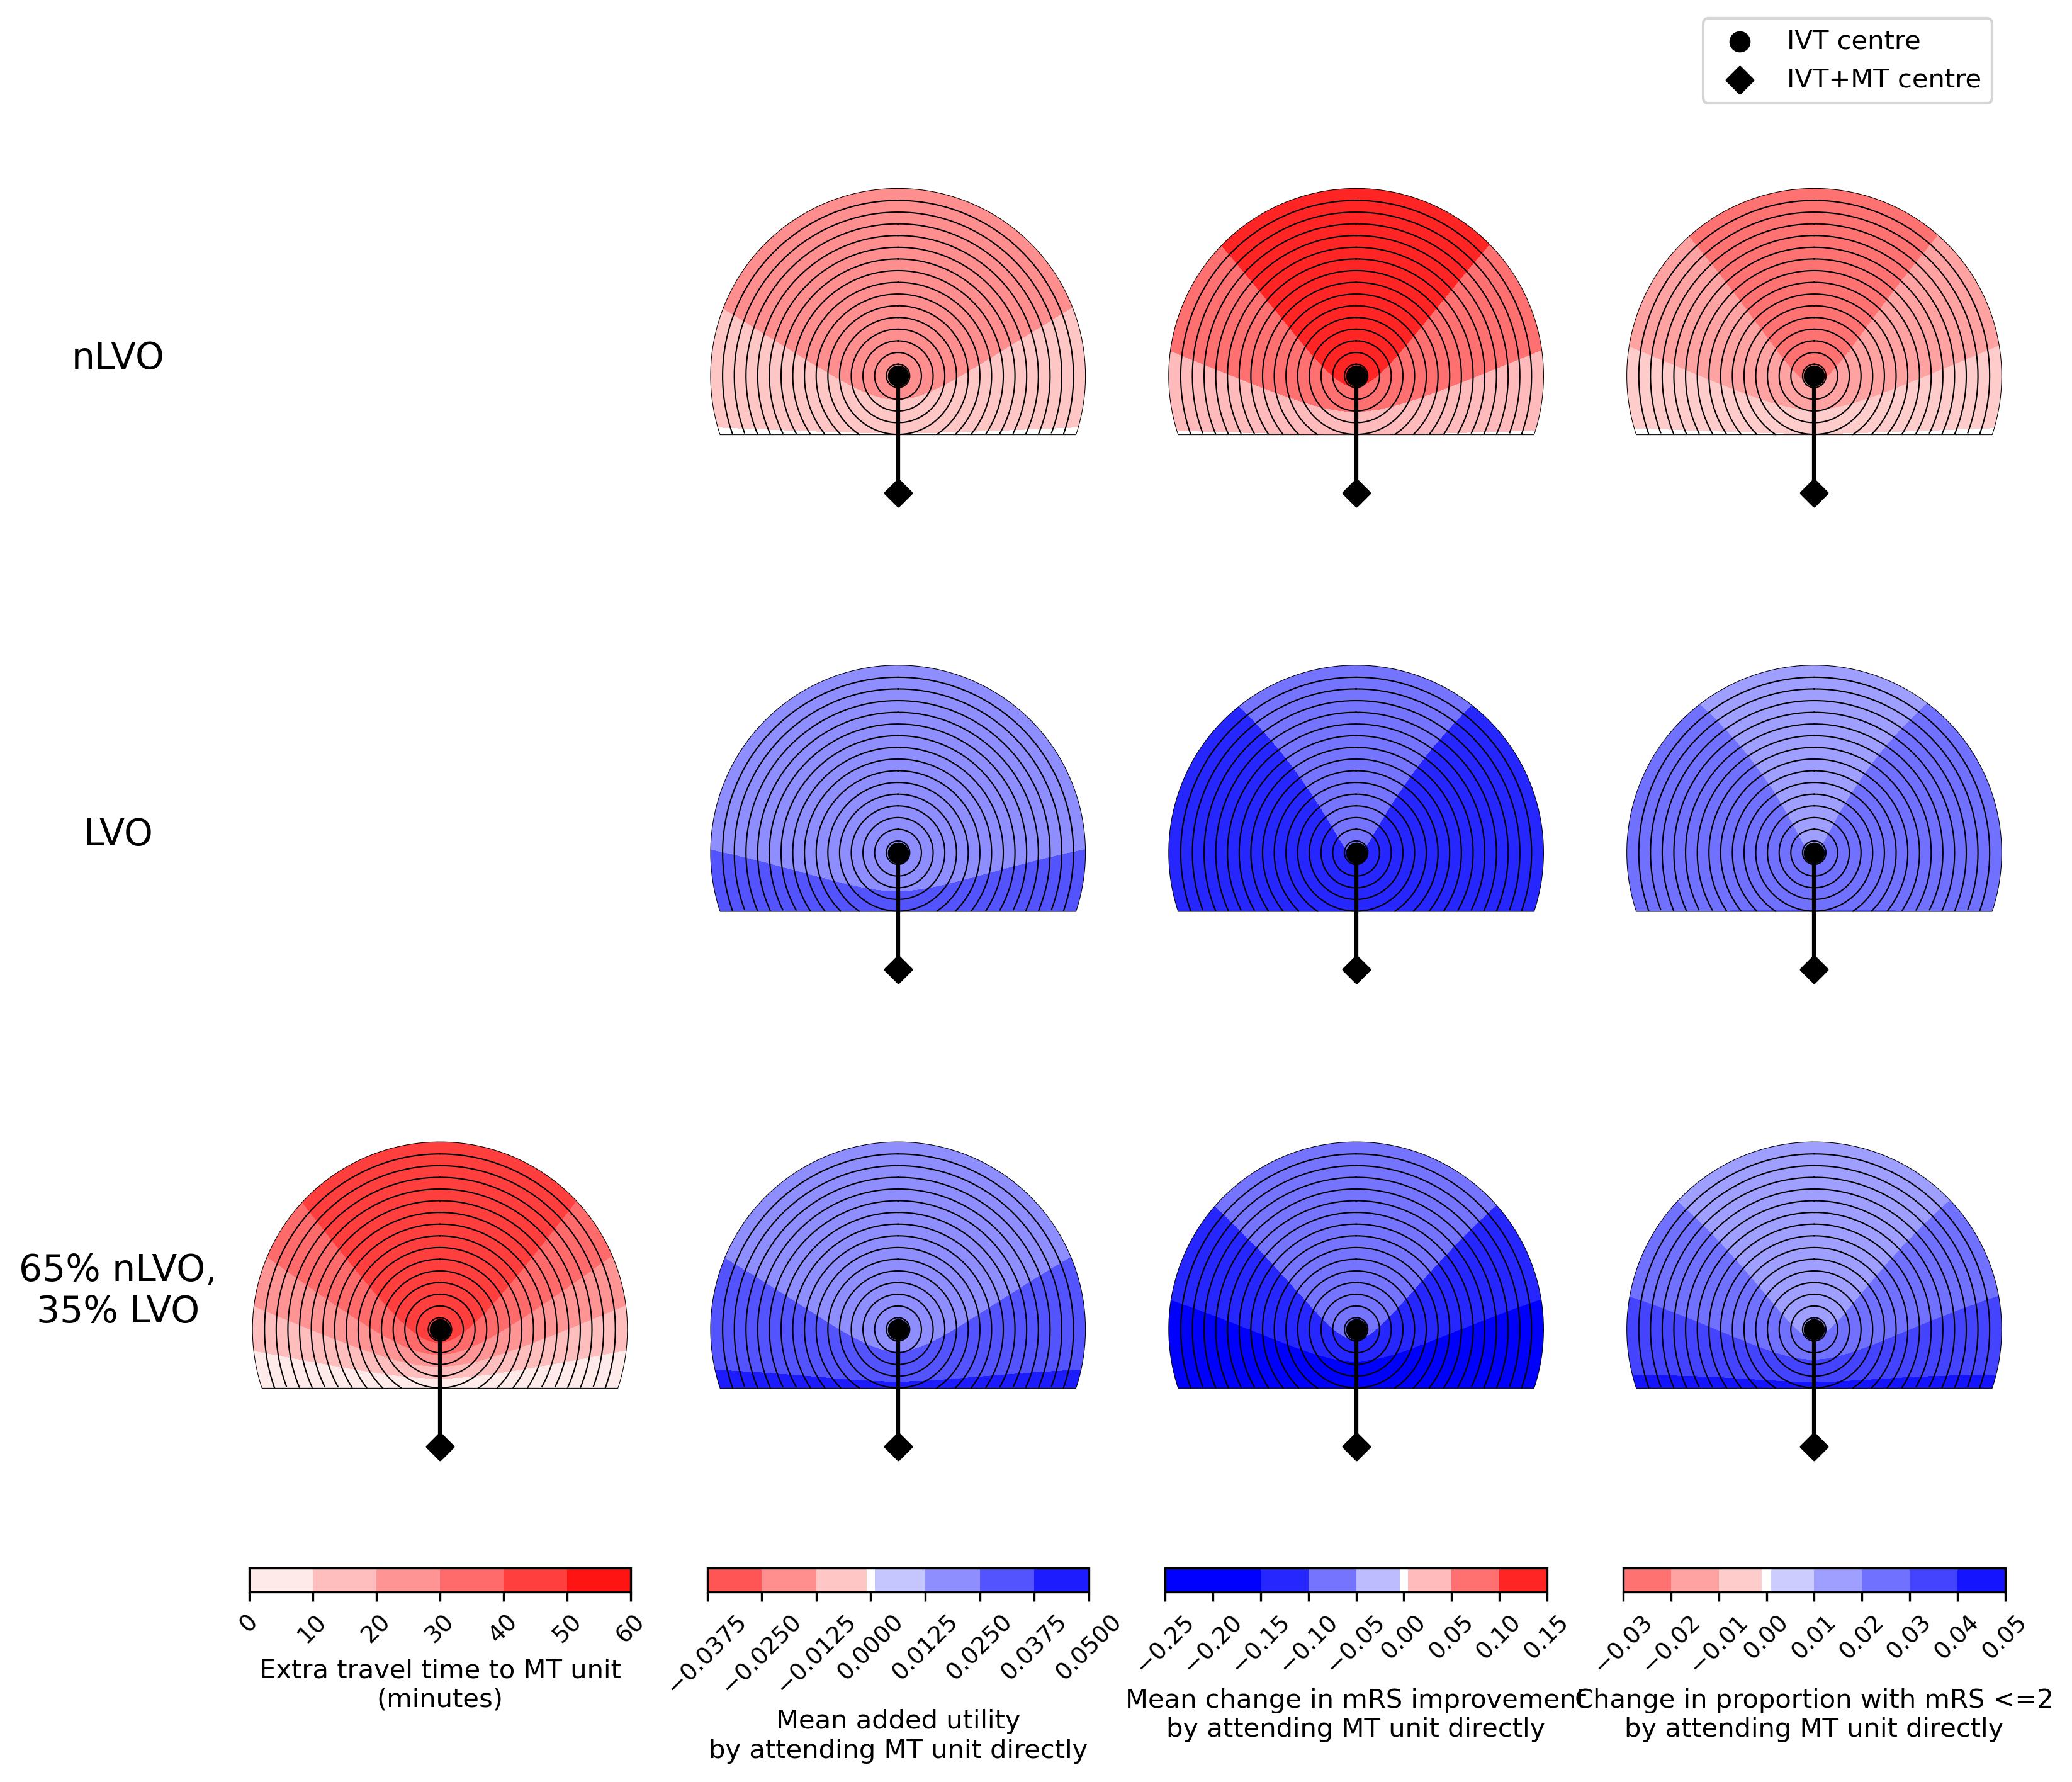 IVT centre
IVT+MT centre
nLVO
LVO
65% nLVO,
35% LVO
0
10
20
30
40
50
60
Extra travel time to MT unit
(minutes)
−0.0375
−0.0250
−0.0125
0.0000
0.0125
0.0250
0.0375
0.0500
Mean added utility
by attending MT unit directly
−0.25
−0.20
−0.15
−0.10
−0.05
0.00
0.05
0.10
0.15
Mean change in mRS improvement
by attending MT unit directly
−0.03
−0.02
−0.01
0.00
0.01
0.02
0.03
0.04
0.05
Change in proportion with mRS <=2
by attending MT unit directly